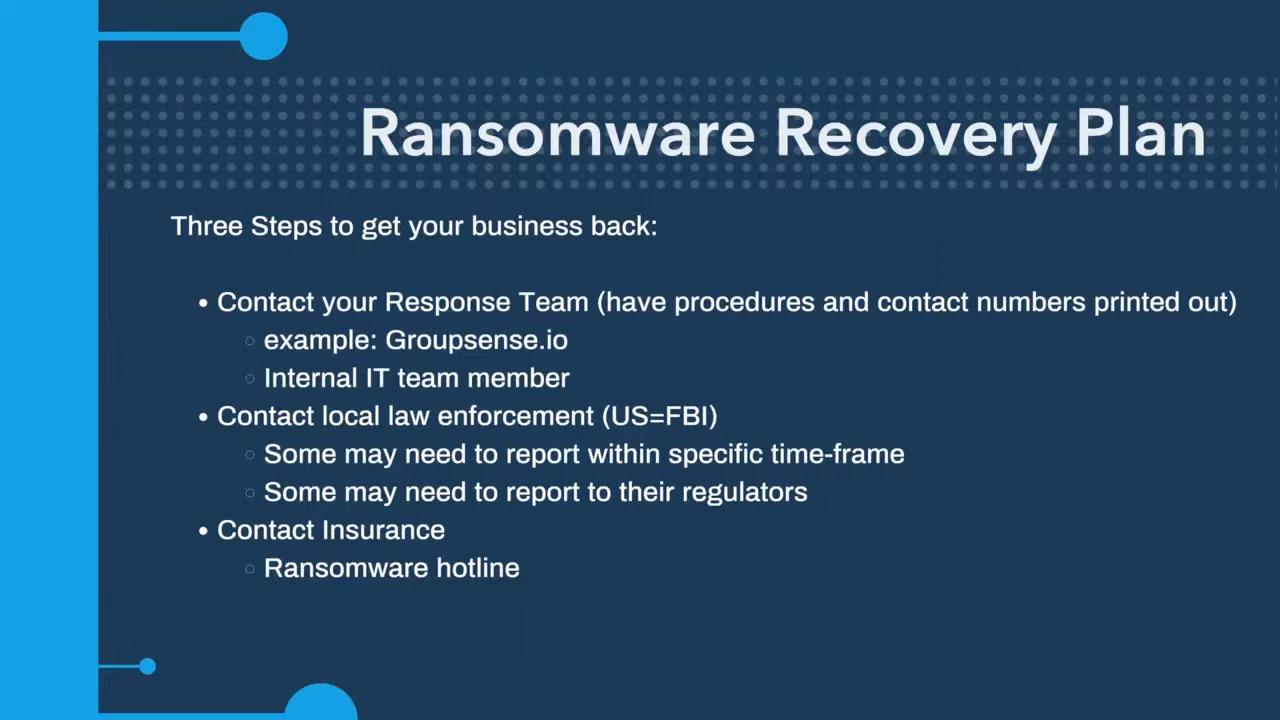 Ransomware Recovery Plan
Three Steps to get your business back:
• Contact your Response Team (have procedures and contact numbers printed out)
○ example: Groupsense.io
○ Internal IT team member
• Contact local law enforcement (US=FBI)
○ Some may need to report within specific time-frame
○ Some may need to report to their regulators
• Contact Insurance
○ Ransomware hotline